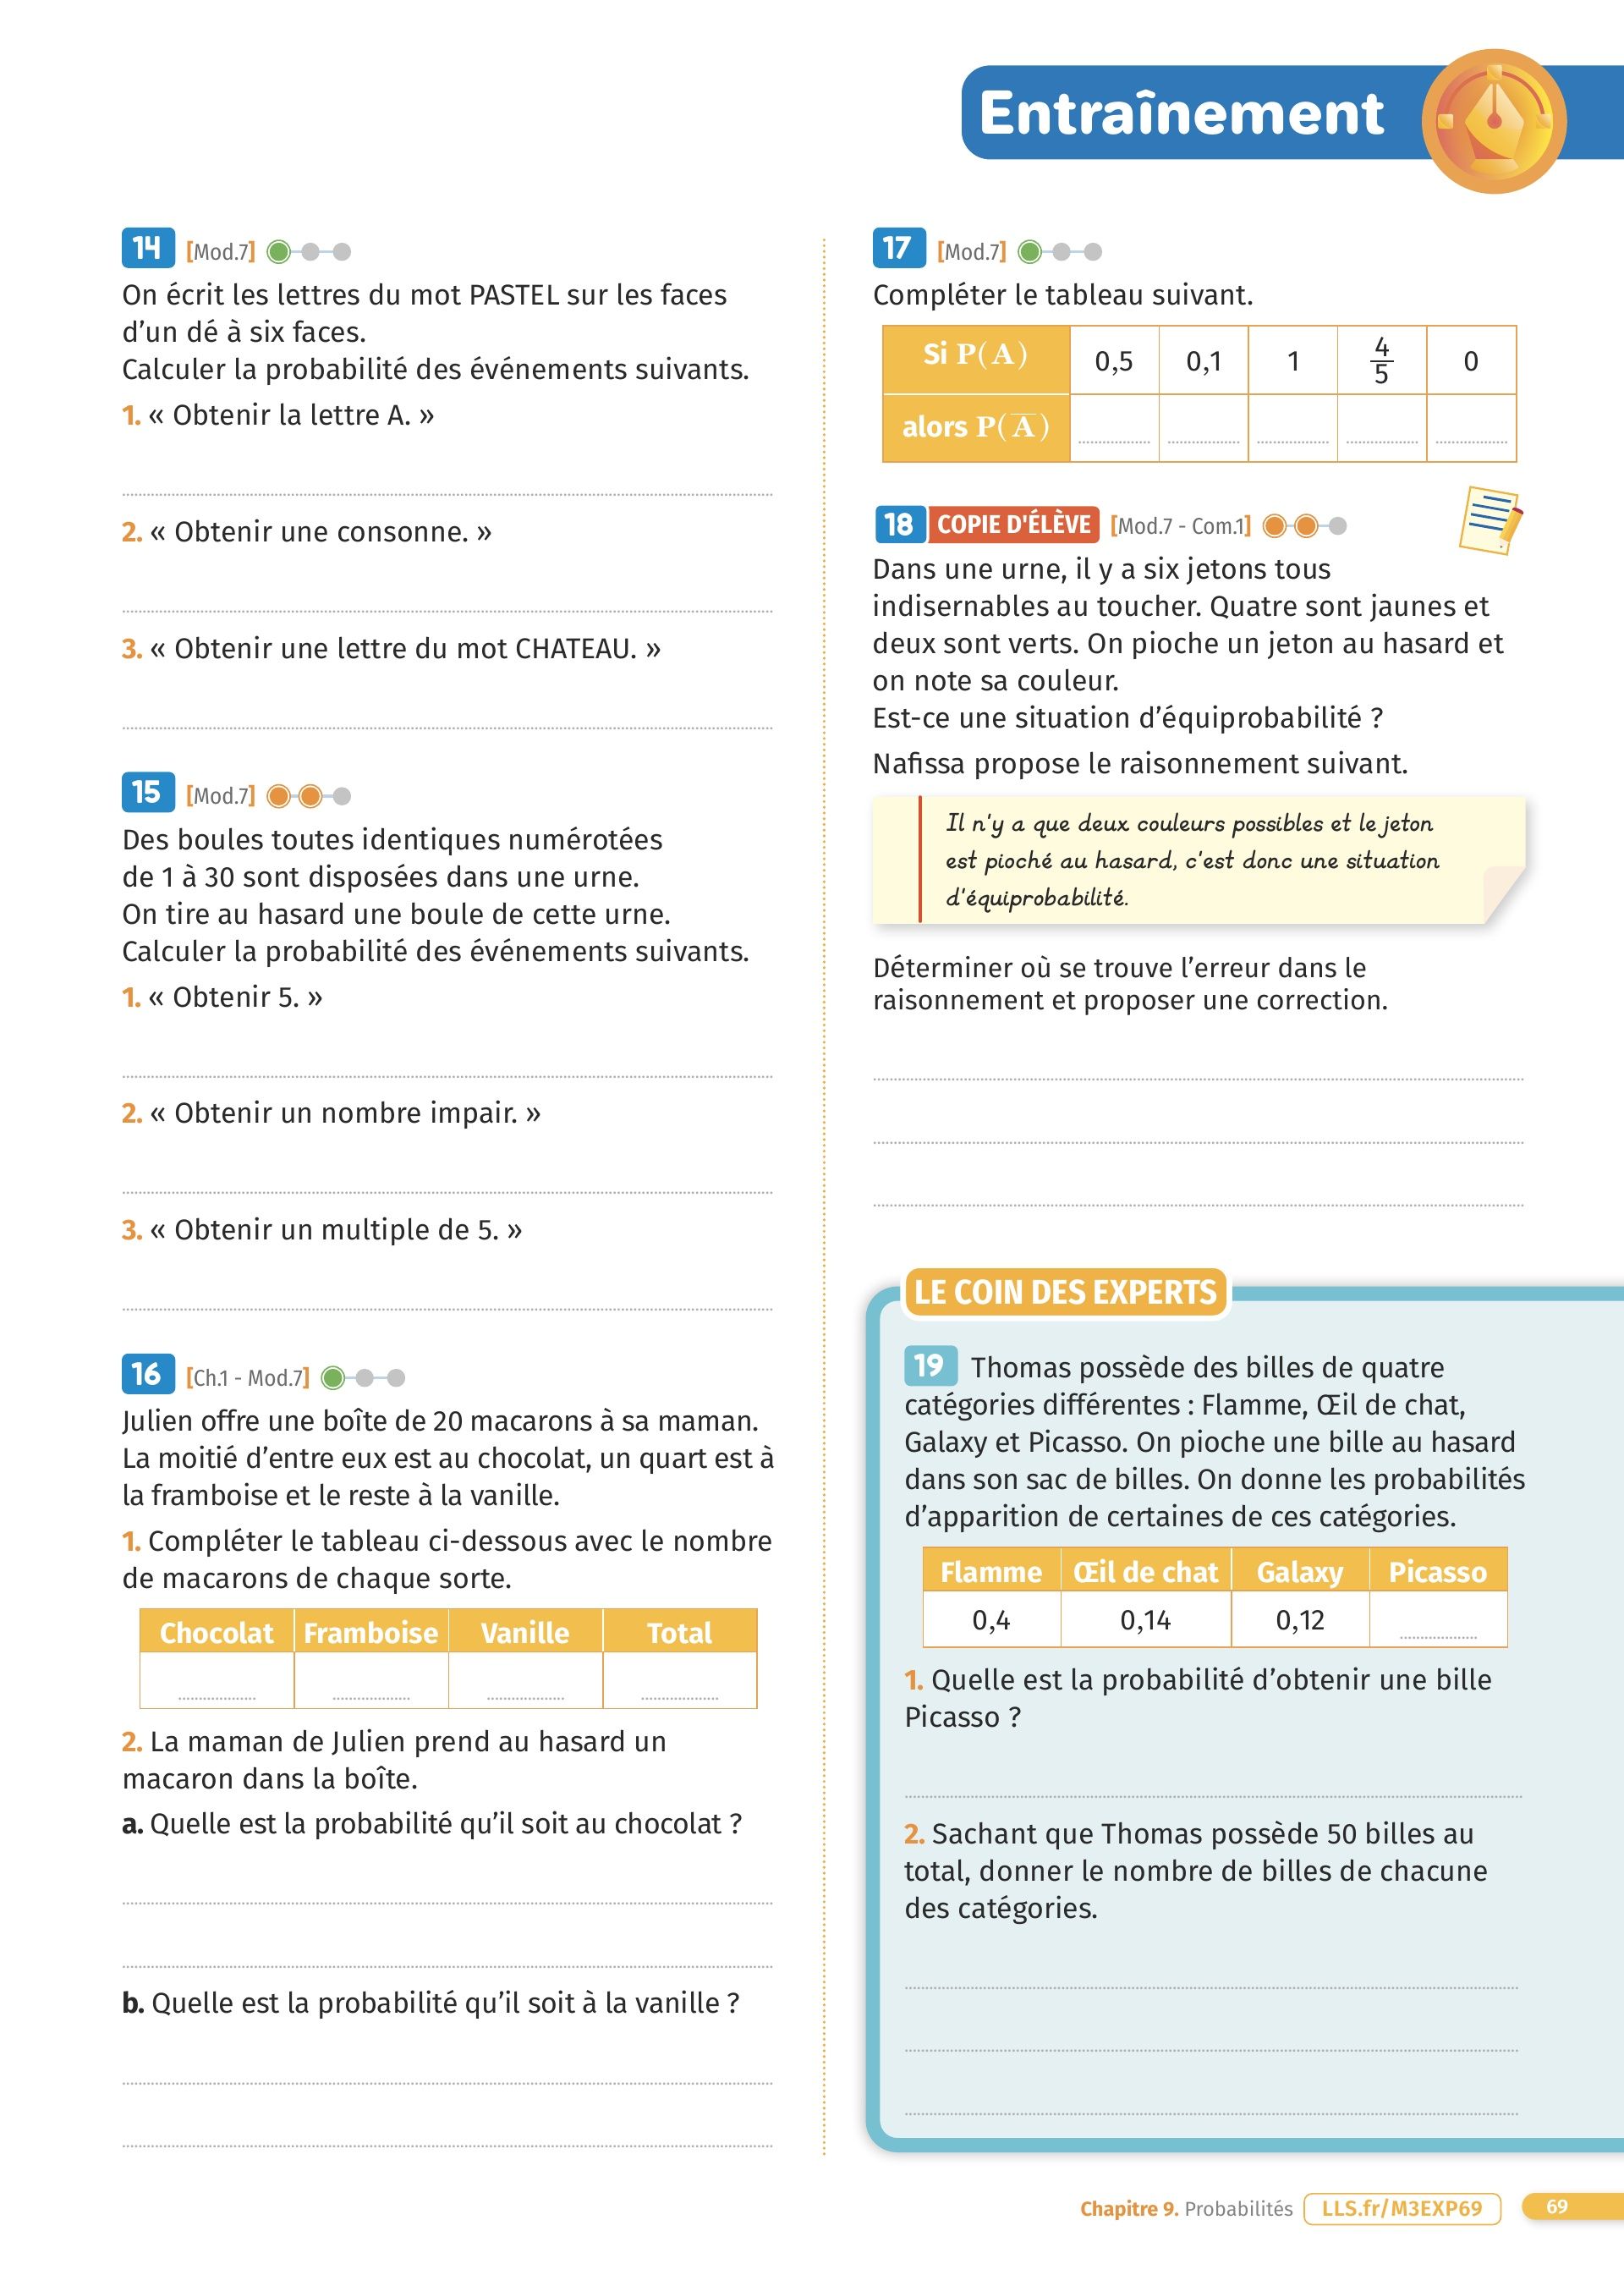 Entraînement
14 [Mod.7]
On écrit les lettres du mot PASTEL sur les faces
d'un dé à six faces.
Calculer la probabilité des événements suivants.
1. « Obtenir la lettre A. »
2. « Obtenir une consonne. »
3. « Obtenir une lettre du mot CHATEAU. »
15 [Mod.7]
Des boules toutes identiques numérotées
de 1 à 30 sont disposées dans une urne.
On tire au hasard une boule de cette urne.
Calculer la probabilité des événements suivants.
1. « Obtenir 5. »
2. « Obtenir un nombre impair. »
3. « Obtenir un multiple de 5. »
16 [Ch.1 - Mod.7]
Julien offre une boîte de 20 macarons à sa maman.
La moitié d'entre eux est au chocolat, un quart est à
la framboise et le reste à la vanille.
1. Compléter le tableau ci-dessous avec le nombre
de macarons de chaque sorte.
Chocolat Framboise Vanille Total
2. La maman de Julien prend au hasard un
macaron dans la boîte.
a. Quelle est la probabilité qu'il soit au chocolat ?
b. Quelle est la probabilité qu'il soit à la vanille ?
17 [Mod.7]
Compléter le tableau suivant.
Si P(A) 0,5 0,1 1 4/5 0
alors P(A̅)
18 COPIE D'ÉLÈVE [Mod.7 - Com.1]
Dans une urne, il y a six jetons tous
indisernables au toucher. Quatre sont jaunes et
deux sont verts. On pioche un jeton au hasard et
on note sa couleur.
Est-ce une situation d'équiprobabilité ?
Nafissa propose le raisonnement suivant.
Il n'y a que deux couleurs possibles et le jeton
est pioché au hasard, c'est donc une situation
d'équiprobabilité.
Déterminer où se trouve l'erreur dans le
raisonnement et proposer une correction.
LE COIN DES EXPERTS
19 Thomas possède des billes de quatre
catégories différentes : Flamme, Œil de chat,
Galaxy et Picasso. On pioche une bille au hasard
dans son sac de billes. On donne les probabilités
d'apparition de certaines de ces catégories.
Flamme Œil de chat Galaxy Picasso
0,4 0,14 0,12
1. Quelle est la probabilité d'obtenir une bille
Picasso ?
2. Sachant que Thomas possède 50 billes au
total, donner le nombre de billes de chacune
des catégories.
Chapitre 9. Probabilités LLS.fr/M3EXP69 69